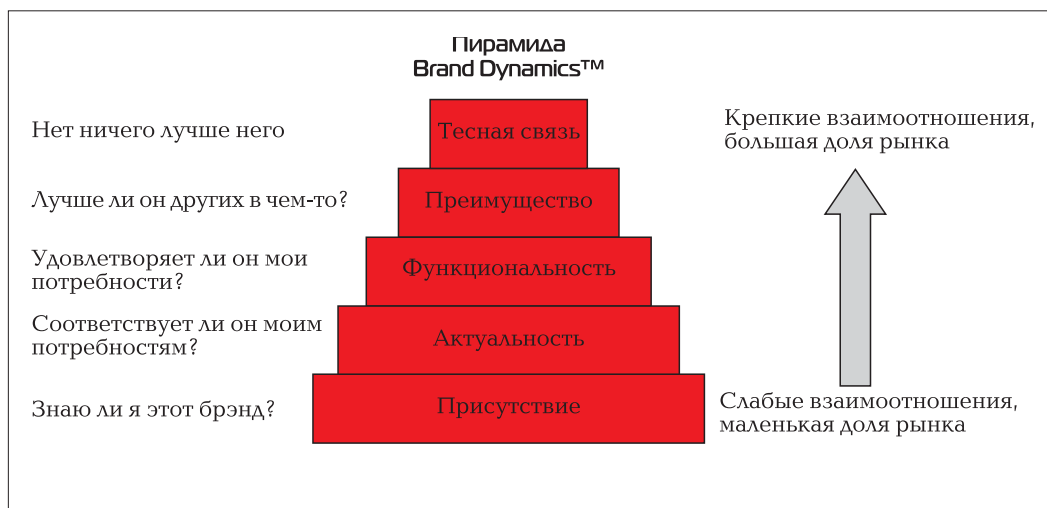 Пирамида
Brand Dynamics™
Нет ничего лучше него
Тесная связь
Крепкие взаимоотношения,
большая доля рынка
Лучше ли он других в чем-то?
Преимущество
Удовлетворяет ли он мои
потребности?
Функциональность
Соответствует ли он моим
потребностям?
Актуальность
Знаю ли я этот брэнд?
Присутствие
Слабые взаимоотношения,
маленькая доля рынка